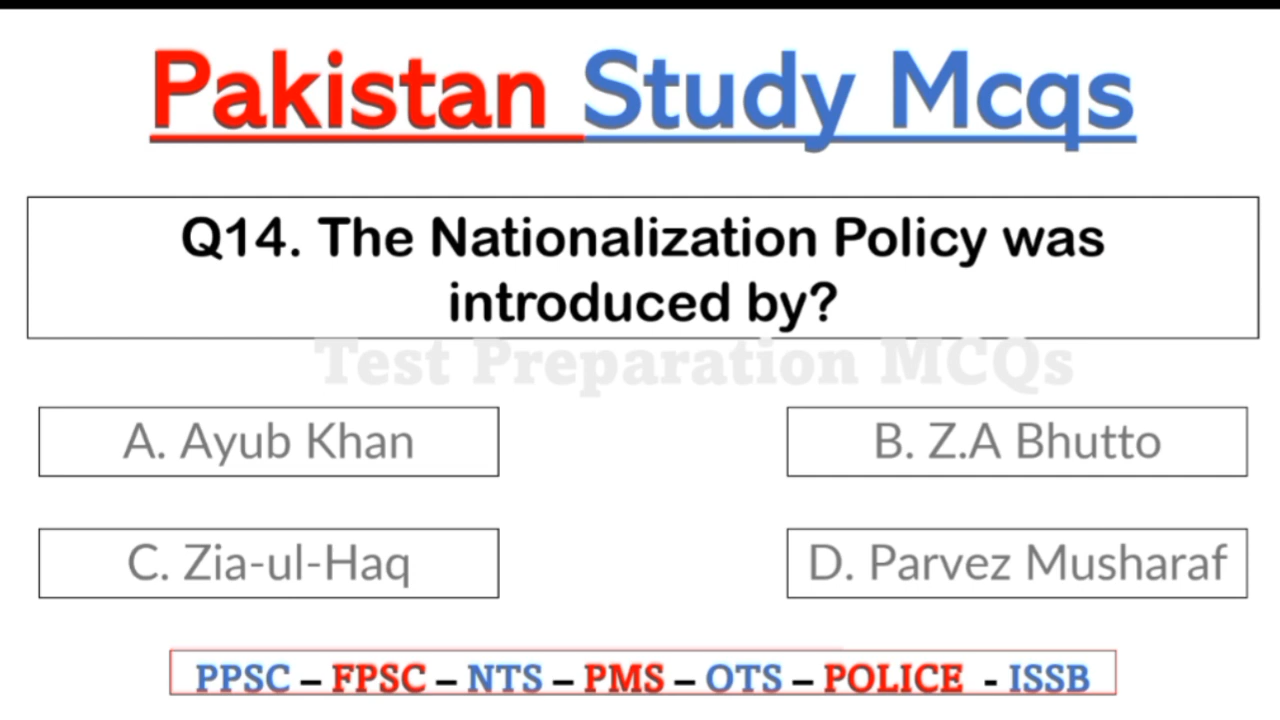 Pakistan Study Mcqs
Q14. The Nationalization Policy was
introduced by?
Test Preparation MCQs
A. Ayub Khan
B. Z.A Bhutto
C. Zia-ul-Haq
D. Parvez Musharaf
PPSC – FPSC – NTS – PMS – OTS – POLICE - ISSB